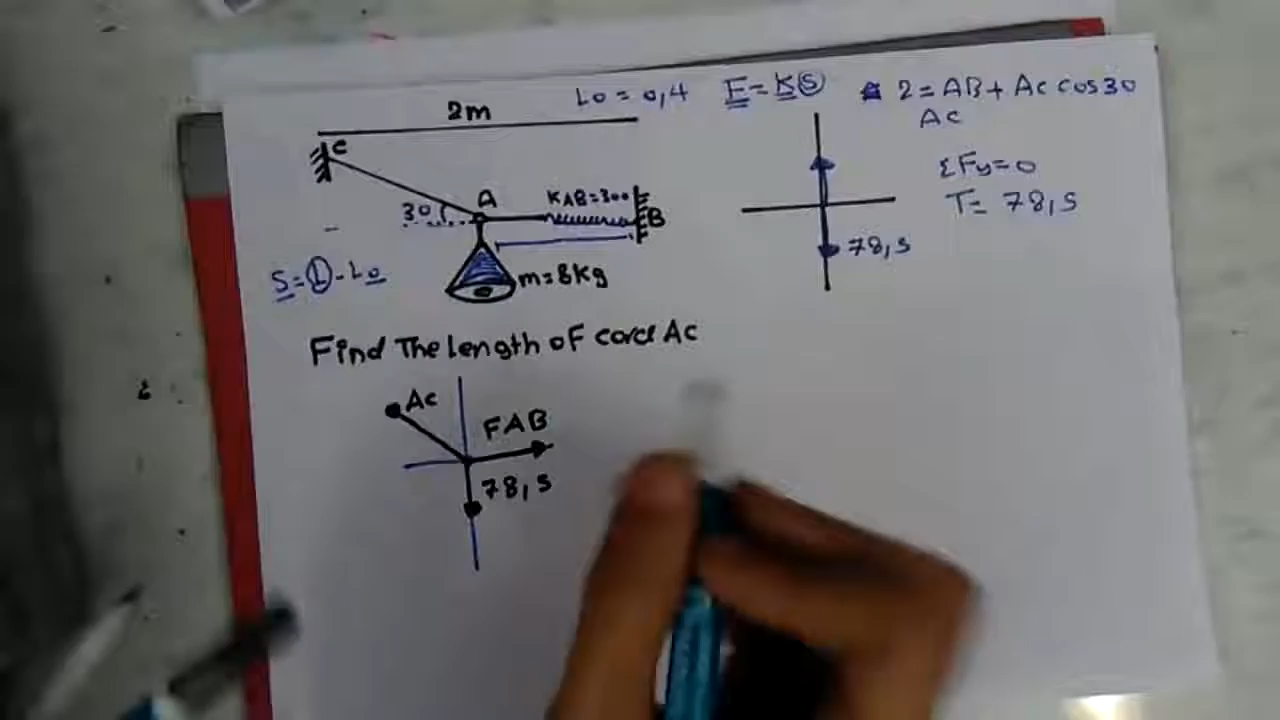 2m
Lo = 0,4 F = KS
2 = AB + Ac cos30
Ac
ΣFy = 0
T = 78,5
78,5
C
A
KAB = 300
B
30
S = L - Lo
m = 8kg
Find The length of cord Ac
Ac
FAB
78,5